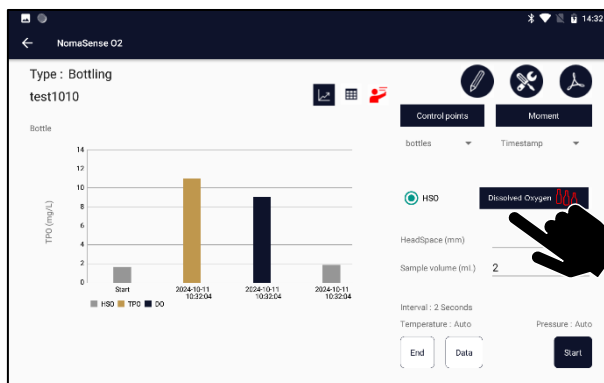 14:32
NomaSense O2
Type : Bottling
test1010
Control points
Moment
Bottle
bottles
Timestamp
14
12
10
8
6
4
2
0
TPO (mg/L)
Start
2024-10-11
10:32:04
2024-10-11
10:32:04
2024-10-11
10:32:04
HSO TPO DO
HSO
Dissolved Oxygen
HeadSpace (mm)
Sample volume (mL)
2
Interval : 2 Seconds
Temperature : Auto
Pressure : Auto
End
Data
Start